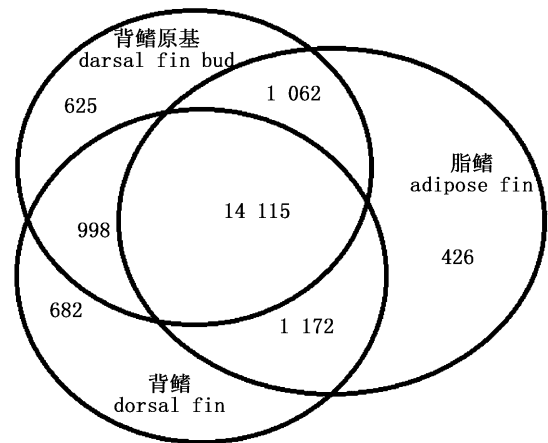 背鳍原基
darsal fin bud
625
1 062
脂鳍
adipose fin
14 115
998
426
682
1 172
背鳍
dorsal fin